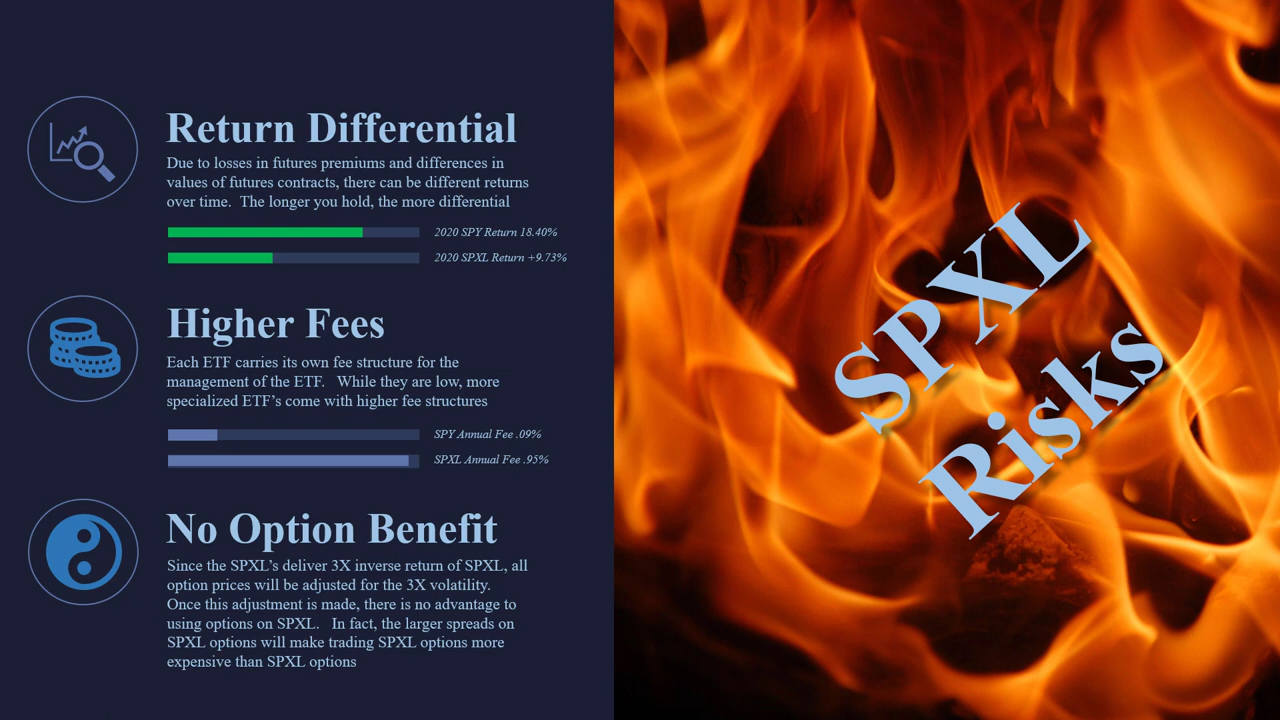 Return Differential
Due to losses in futures premiums and differences in
values of futures contracts, there can be different returns
over time.  The longer you hold, the more differential
2020 SPY Return 18.40%
2020 SPXL Return +9.73%
Higher Fees
Each ETF carries its own fee structure for the
management of the ETF.   While they are low, more
specialized ETF’s come with higher fee structures
SPY Annual Fee .09%
SPXL Annual Fee .95%
No Option Benefit
Since the SPXL’s deliver 3X inverse return of SPXL, all
option prices will be adjusted for the 3X volatility.
Once this adjustment is made, there is no advantage to
using options on SPXL.   In fact, the larger spreads on
SPXL options will make trading SPXL options more
expensive than SPXL options
SPXL
Risks